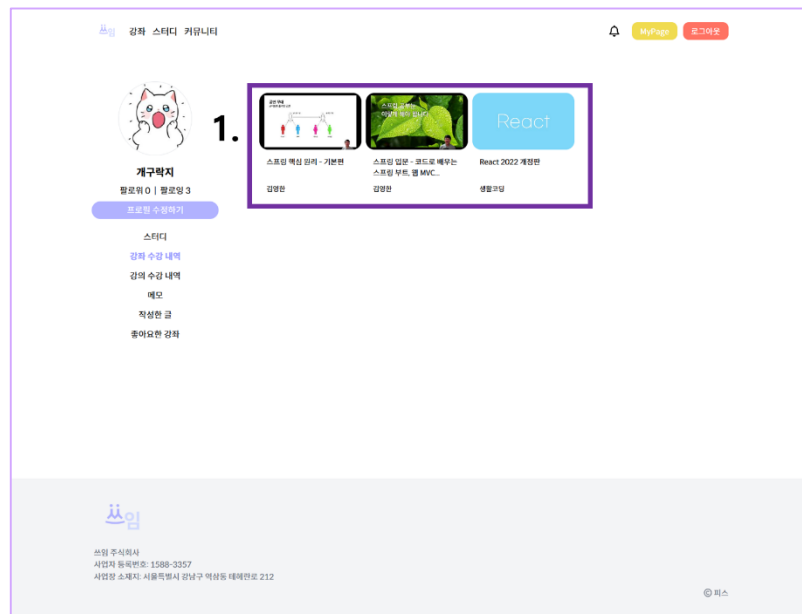 쓰임 강좌 스터디 커뮤니티 MyPage 로그아웃
1.
개구락지
팔로워 0 | 팔로잉 3
프로필 수정하기
스터디
강좌 수강 내역
강의 수강 내역
메모
작성한 글
좋아요한 강좌
스프링 핵심 원리 - 기본편
김영한
스프링 입문 - 코드로 배우는
스프링 부트, 웹 MVC...
김영한
React
React 2022 개정판
생활코딩
쓰임
쓰임 주식회사
사업자 등록번호: 1588-3357
사업장 소재지: 서울특별시 강남구 역삼동 테헤란로 212
© 피스